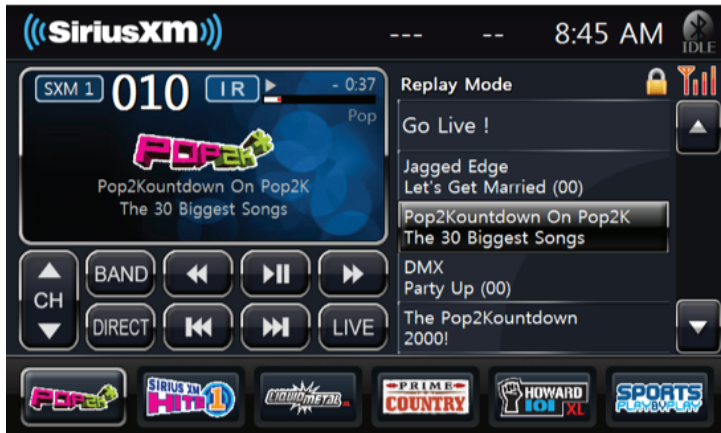 ((SiriusXM))
--- -- 8:45 AM
IDLE
SXM 1 010 IR - 0:37
Pop
POP2K
Pop2Kountdown On Pop2K
The 30 Biggest Songs
Replay Mode
Go Live !
Jagged Edge
Let's Get Married (00)
Pop2Kountdown On Pop2K
The 30 Biggest Songs
DMX
Party Up (00)
The Pop2Kountdown
2000!
CH
BAND
DIRECT
LIVE
POP2K
SIRIUS XM
HITS 1
LIQUID METAL
PRIME
COUNTRY
HOWARD
101 XL
SPORTS
PLAYBYPLAY